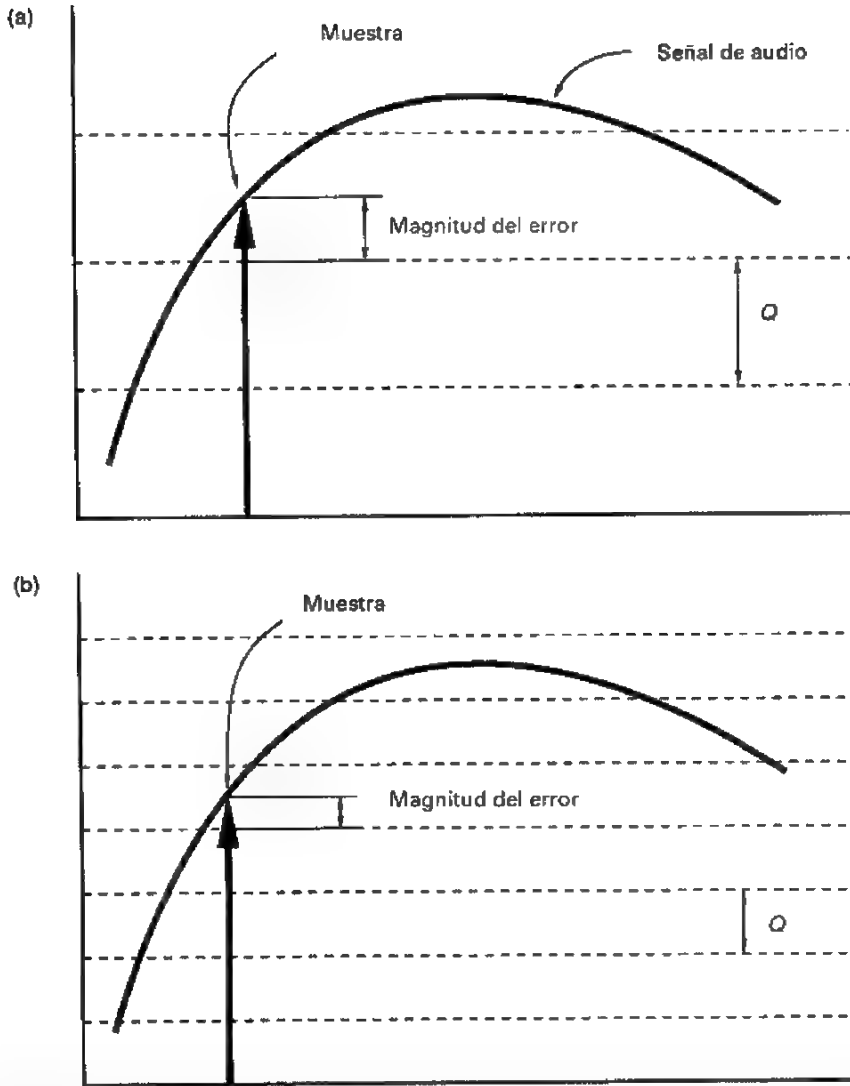 (a)
Muestra
Señal de audio
Magnitud del error
Q
(b)
Muestra
Magnitud del error
Q